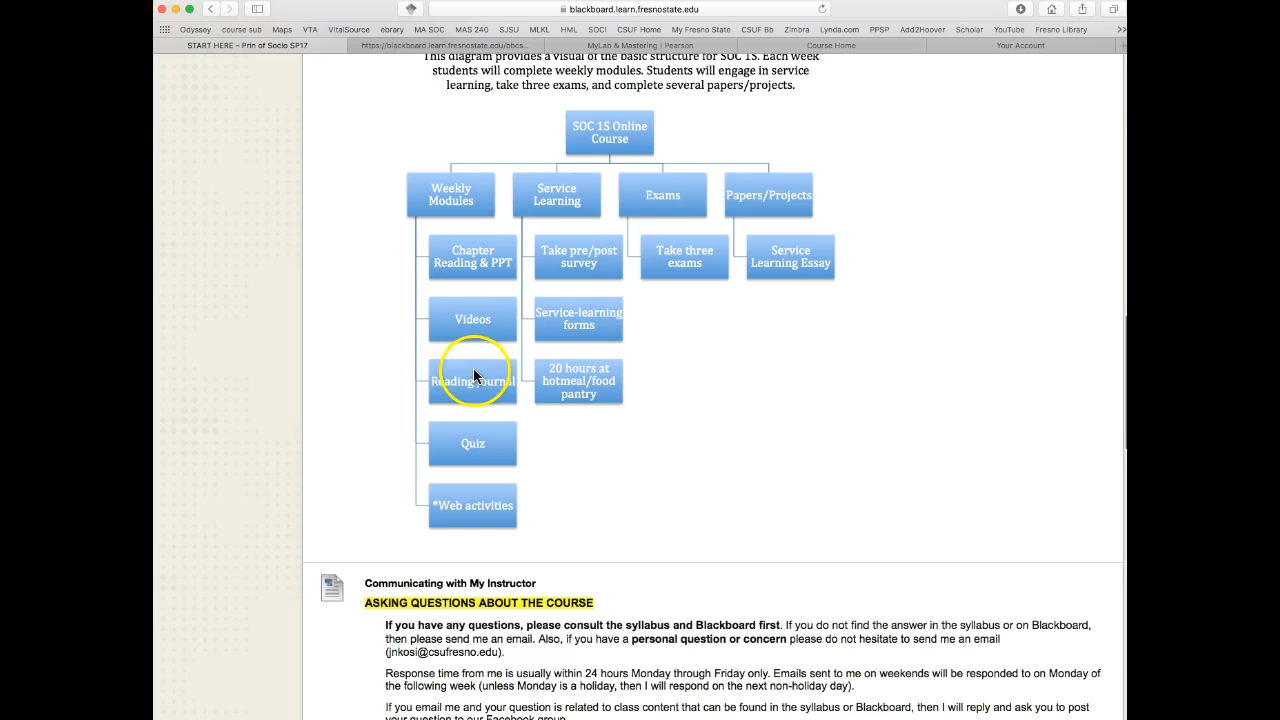 blackboard.learn.fresnostate.edu
Odyssey course sub Maps VTA VitalSource ebrary MA SOC MAS 240 SJSU MLKL HML SOCI CSUF Home My Fresno State CSUF Bb Zimbra Lynda.com PPSP Add2Hoover Scholar YouTube Fresno Library >>
START HERE – Prin of Socio SP17 https://blackboard.learn.fresnostate.edu/bbcs... MyLab & Mastering | Pearson Course Home Your Account
This diagram provides a visual of the basic structure for SOC 1S. Each week
students will complete weekly modules. Students will engage in service
learning, take three exams, and complete several papers/projects.
SOC 1S Online
Course
Weekly
Modules
Service
Learning
Exams
Papers/Projects
Chapter
Reading & PPT
Take pre/post
survey
Take three
exams
Service
Learning Essay
Videos
Service-learning
forms
Reading Journal
20 hours at
hotmeal/food
pantry
Quiz
*Web activities
Communicating with My Instructor
ASKING QUESTIONS ABOUT THE COURSE
If you have any questions, please consult the syllabus and Blackboard first. If you do not find the answer in the syllabus or on Blackboard,
then please send me an email. Also, if you have a personal question or concern please do not hesitate to send me an email
(jnkosi@csufresno.edu).
Response time from me is usually within 24 hours Monday through Friday only. Emails sent to me on weekends will be responded to on Monday of
the following week (unless Monday is a holiday, then I will respond on the next non-holiday day).
If you email me and your question is related to class content that can be found in the syllabus or Blackboard, then I will reply and ask you to post
your question to our Facebook group.